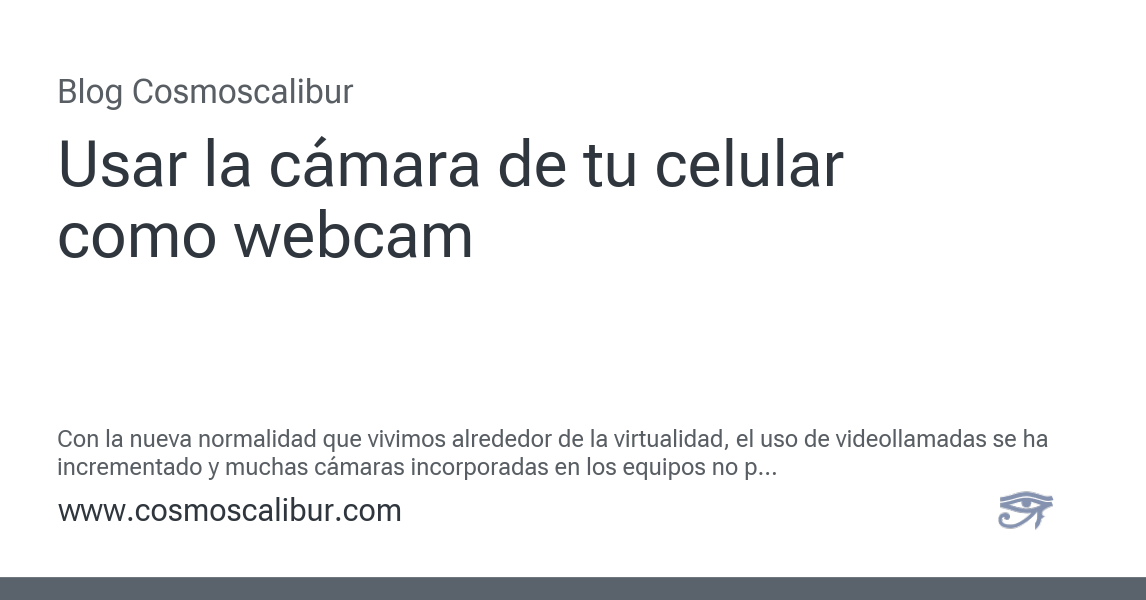 Blog Cosmoscalibur
Usar la cámara de tu celular
como webcam
Con la nueva normalidad que vivimos alrededor de la virtualidad, el uso de videollamadas se ha
incrementado y muchas cámaras incorporadas en los equipos no p...
www.cosmoscalibur.com